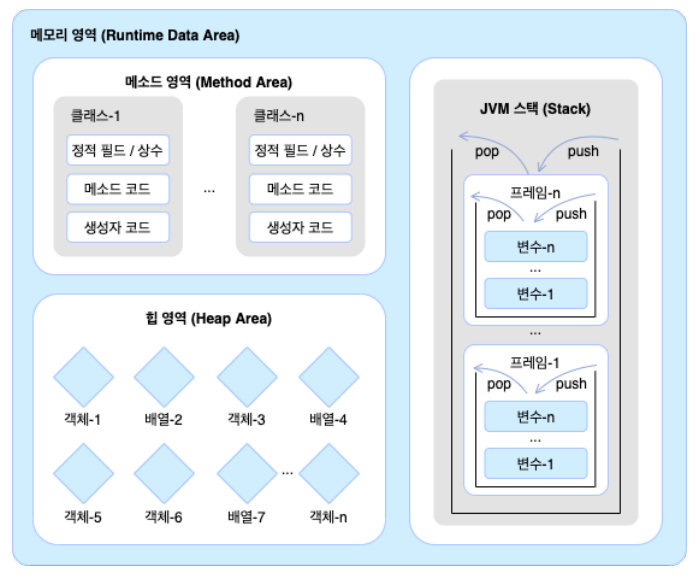 메모리 영역 (Runtime Data Area)
메소드 영역 (Method Area)
클래스-1
정적 필드 / 상수
메소드 코드
생성자 코드
...
클래스-n
정적 필드 / 상수
메소드 코드
생성자 코드
힙 영역 (Heap Area)
객체-1
배열-2
객체-3
배열-4
객체-5
객체-6
배열-7
...
객체-n
JVM 스택 (Stack)
pop
push
프레임-n
pop
push
변수-n
...
변수-1
...
프레임-1
pop
push
변수-n
...
변수-1